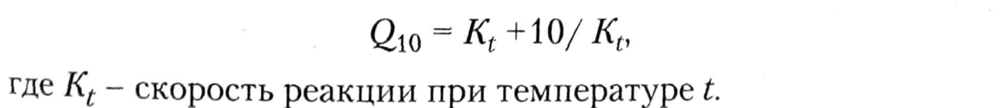 Q₁₀ = Kₜ +10/ Kₜ,
где Kₜ – скорость реакции при температуре t.